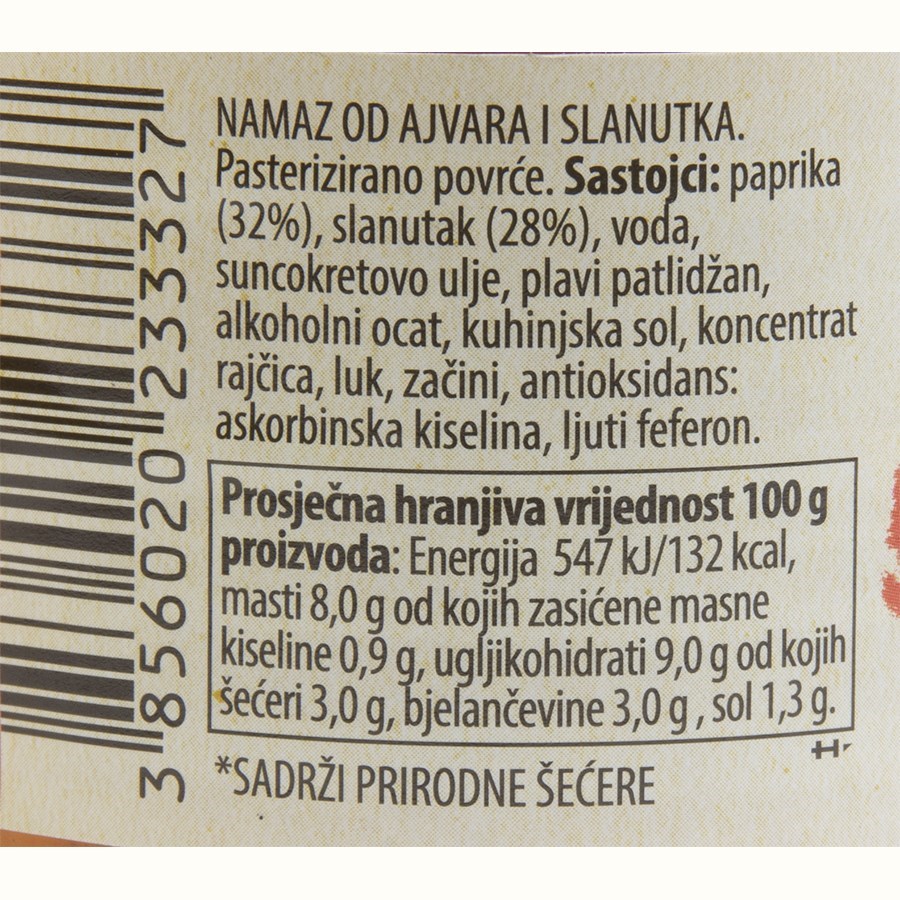 NAMAZ OD AJVARA I SLANUTKA.
Pasterizirano povrće. Sastojci: paprika
(32%), slanutak (28%), voda,
suncokretovo ulje, plavi patlidžan,
alkoholni ocat, kuhinjska sol, koncentrat
rajčica, luk, začini, antioksidans:
askorbinska kiselina, ljuti feferon.
Prosječna hranjiva vrijednost 100 g
proizvoda: Energija 547 kJ/132 kcal,
masti 8,0 g od kojih zasićene masne
kiseline 0,9 g, ugljikohidrati 9,0 g od kojih
šećeri 3,0 g, bjelančevine 3,0 g, sol 1,3 g.
*SADRŽI PRIRODNE ŠEĆERE
3 856020 233327